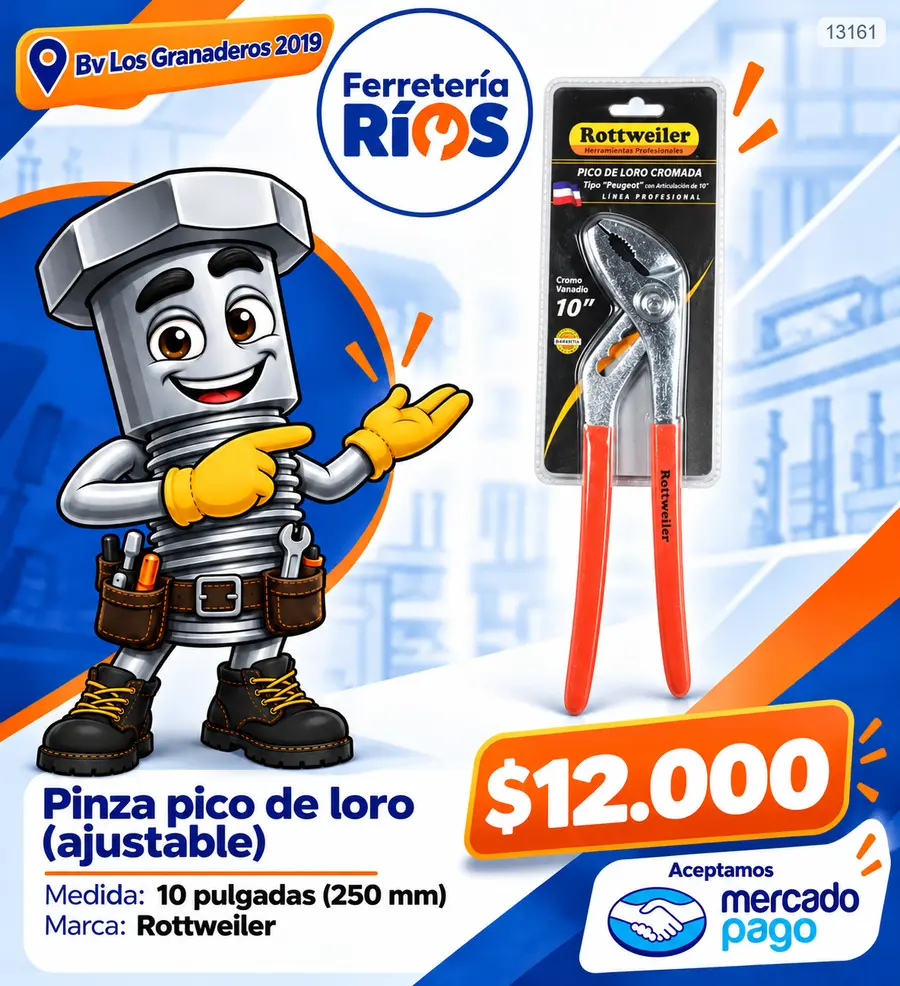 Bv Los Granaderos 2019
Ferretería
RÍOS
13161
Rottweiler
Herramientas Profesionales
PICO DE LORO CROMADA
Tipo "Peugeot" con Articulación de 10"
LÍNEA PROFESIONAL
Cromo
Vanadio
10"
GARANTIA
Rottweiler
$12.000
Pinza pico de loro
(ajustable)
Medida: 10 pulgadas (250 mm)
Marca: Rottweiler
Aceptamos
mercado
pago